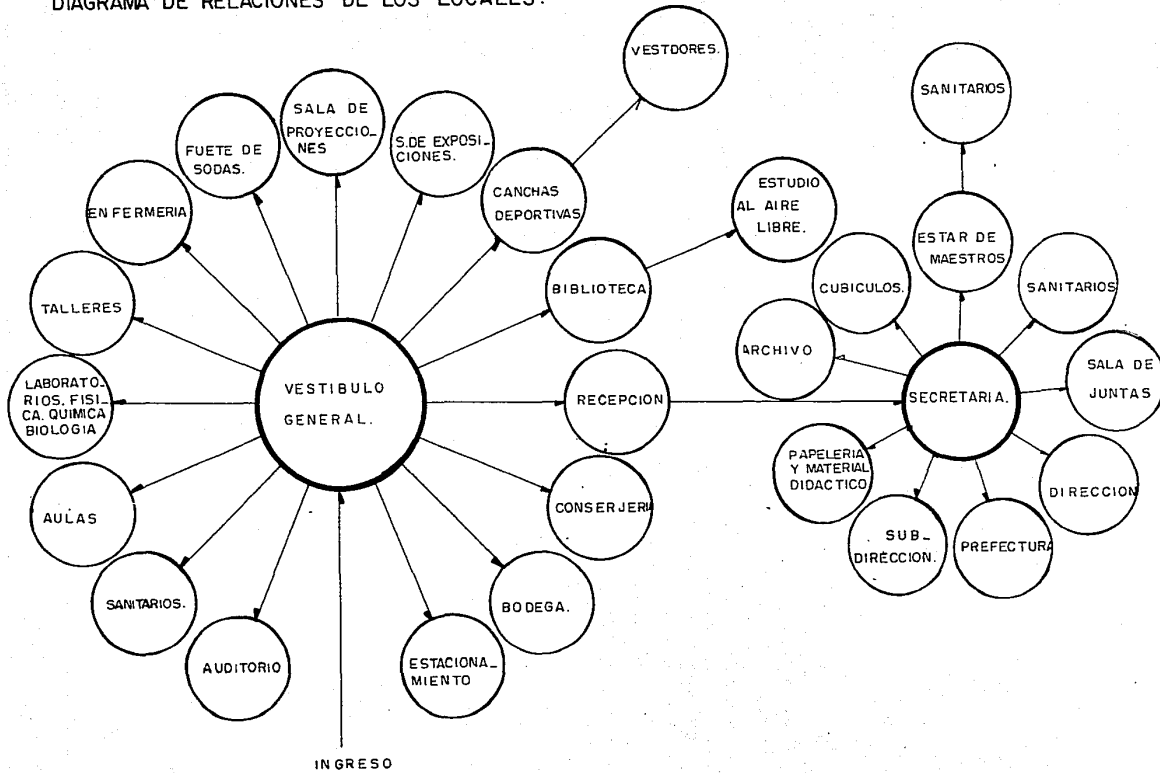 DIAGRAMA DE RELACIONES DE LOS LOCALES.
VESTDORES.
SANITARIOS
SALA DE
PROYECCIO_
NES
FUETE DE
SODAS.
S.DE EXPOSI_
CIONES.
CANCHAS
DEPORTIVAS
ESTUDIO
AL AIRE
LIBRE.
ENFERMERIA
ESTAR DE
MAESTROS
BIBLIOTECA
CUBICULOS.
SANITARIOS
TALLERES
ARCHIVO
LABORATO_
RIOS. FISI_
CA. QUIMICA
BIOLOGIA
VESTIBULO
GENERAL.
RECEPCION
SECRETARIA.
SALA DE
JUNTAS
PAPELERIA
Y MATERIAL
DIDACTICO
DIRECCION
AULAS
CONSERJERI
SUB_
DIRECCION.
PREFECTURA
SANITARIOS.
BODEGA.
AUDITORIO
ESTACIONA_
MIENTO
INGRESO